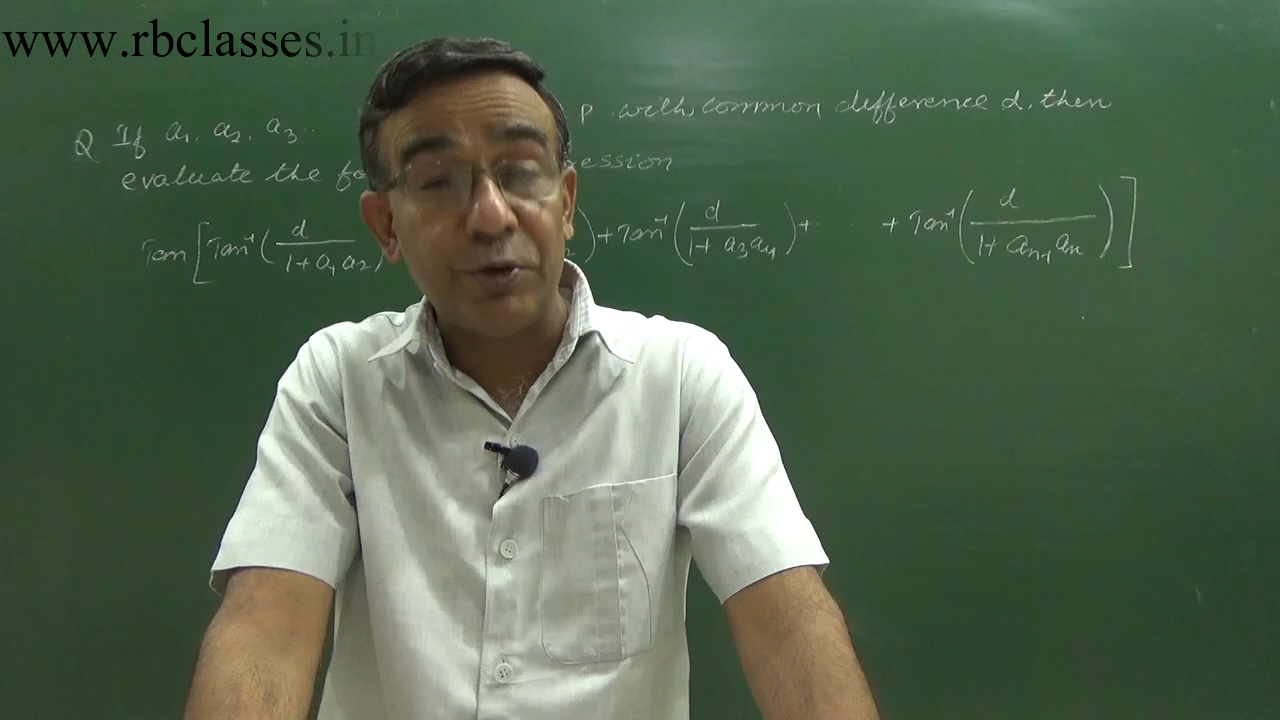 www.rbclasses.in
Q If a₁, a₂, a₃... P with common difference d, then
evaluate the fo ession
Tan[Tan⁻¹(d/(1+a₁a₂) )+Tan⁻¹(d/(1+a₃a₄))+ ...... + Tan⁻¹(d/(1+aₙ₋₁aₙ))]